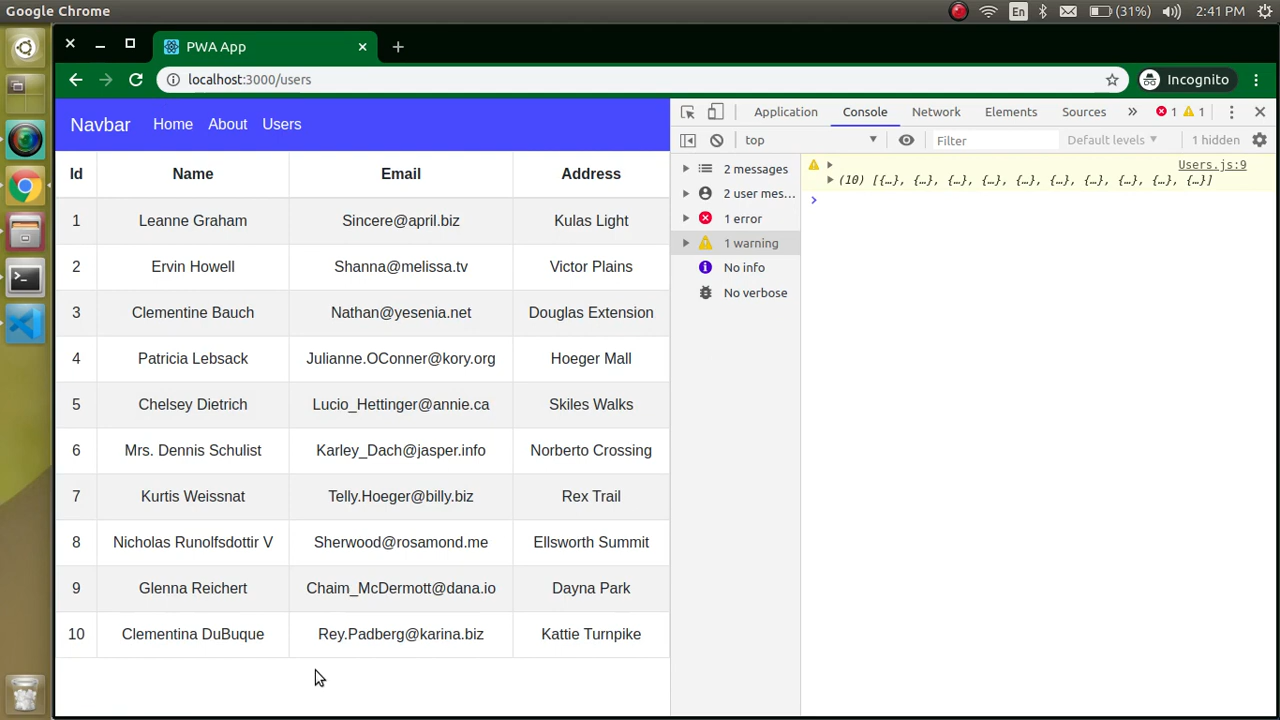 Google Chrome
En
(31%)
2:41 PM
PWA App
localhost:3000/users
Incognito
Navbar Home About Users
Application Console Network Elements Sources » 1 1
top Filter Default levels 1 hidden
Id Name Email Address
1 Leanne Graham Sincere@april.biz Kulas Light
2 Ervin Howell Shanna@melissa.tv Victor Plains
3 Clementine Bauch Nathan@yesenia.net Douglas Extension
4 Patricia Lebsack Julianne.OConner@kory.org Hoeger Mall
5 Chelsey Dietrich Lucio_Hettinger@annie.ca Skiles Walks
6 Mrs. Dennis Schulist Karley_Dach@jasper.info Norberto Crossing
7 Kurtis Weissnat Telly.Hoeger@billy.biz Rex Trail
8 Nicholas Runolfsdottir V Sherwood@rosamond.me Ellsworth Summit
9 Glenna Reichert Chaim_McDermott@dana.io Dayna Park
10 Clementina DuBuque Rey.Padberg@karina.biz Kattie Turnpike
2 messages
2 user mes...
1 error
1 warning
No info
No verbose
Users.js:9
(10) [{…}, {…}, {…}, {…}, {…}, {…}, {…}, {…}, {…}, {…}]